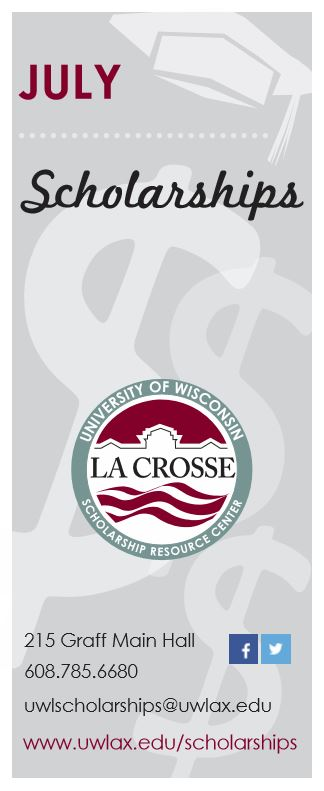 JULY
Scholarships
UNIVERSITY OF WISCONSIN
LA CROSSE
SCHOLARSHIP RESOURCE CENTER
215 Graff Main Hall
608.785.6680
uwlscholarships@uwlax.edu
www.uwlax.edu/scholarships